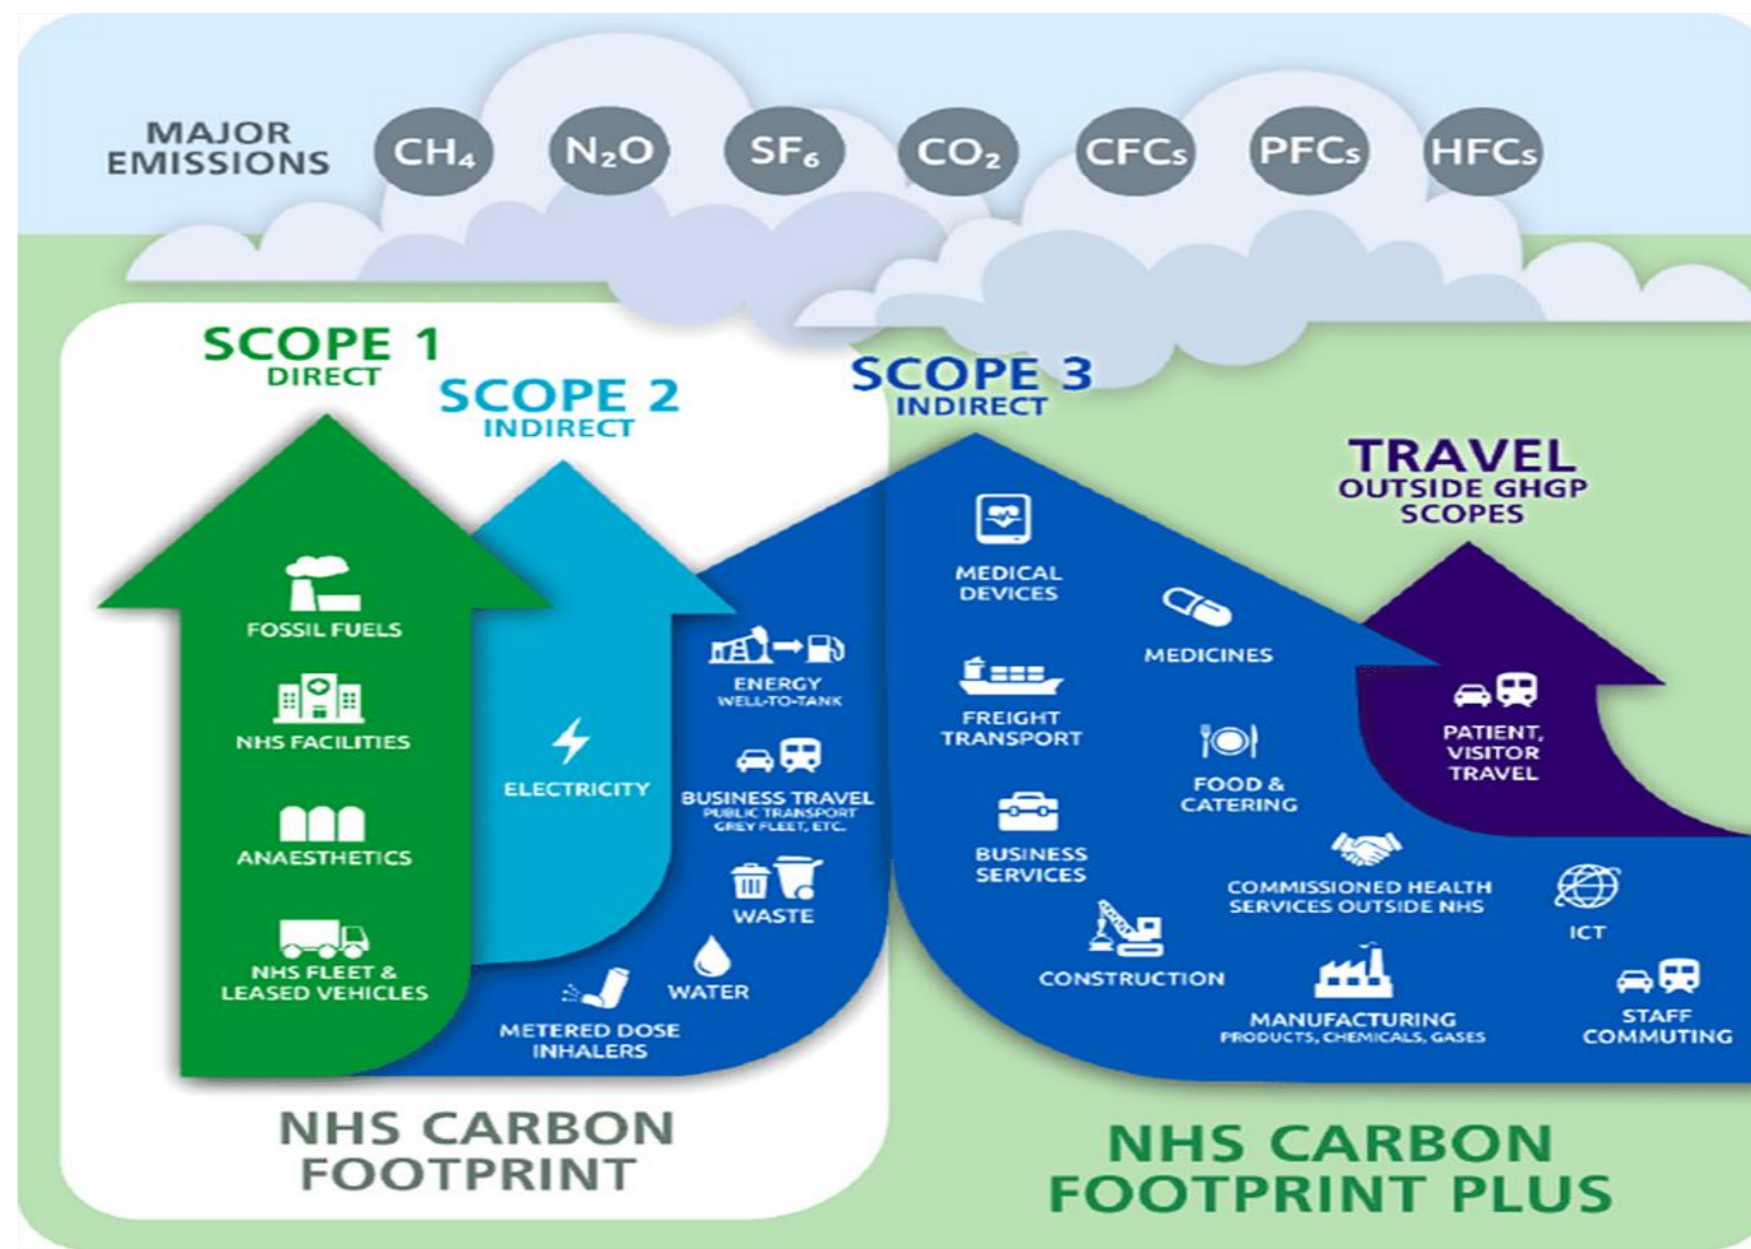 MAJOR
EMISSIONS
CH₄
N₂O
SF₆
CO₂
CFCs
PFCs
HFCs
SCOPE 1
DIRECT
FOSSIL FUELS
NHS FACILITIES
ANAESTHETICS
NHS FLEET &
LEASED VEHICLES
SCOPE 2
INDIRECT
ELECTRICITY
SCOPE 3
INDIRECT
ENERGY
WELL-TO-TANK
BUSINESS TRAVEL
PUBLIC TRANSPORT
GREY FLEET, ETC.
WASTE
WATER
METERED DOSE
INHALERS
MEDICAL
DEVICES
MEDICINES
FREIGHT
TRANSPORT
FOOD &
CATERING
BUSINESS
SERVICES
COMMISSIONED HEALTH
SERVICES OUTSIDE NHS
ICT
CONSTRUCTION
MANUFACTURING
PRODUCTS, CHEMICALS, GASES
STAFF
COMMUTING
TRAVEL
OUTSIDE GHGP
SCOPES
PATIENT,
VISITOR
TRAVEL
NHS CARBON
FOOTPRINT
NHS CARBON
FOOTPRINT PLUS